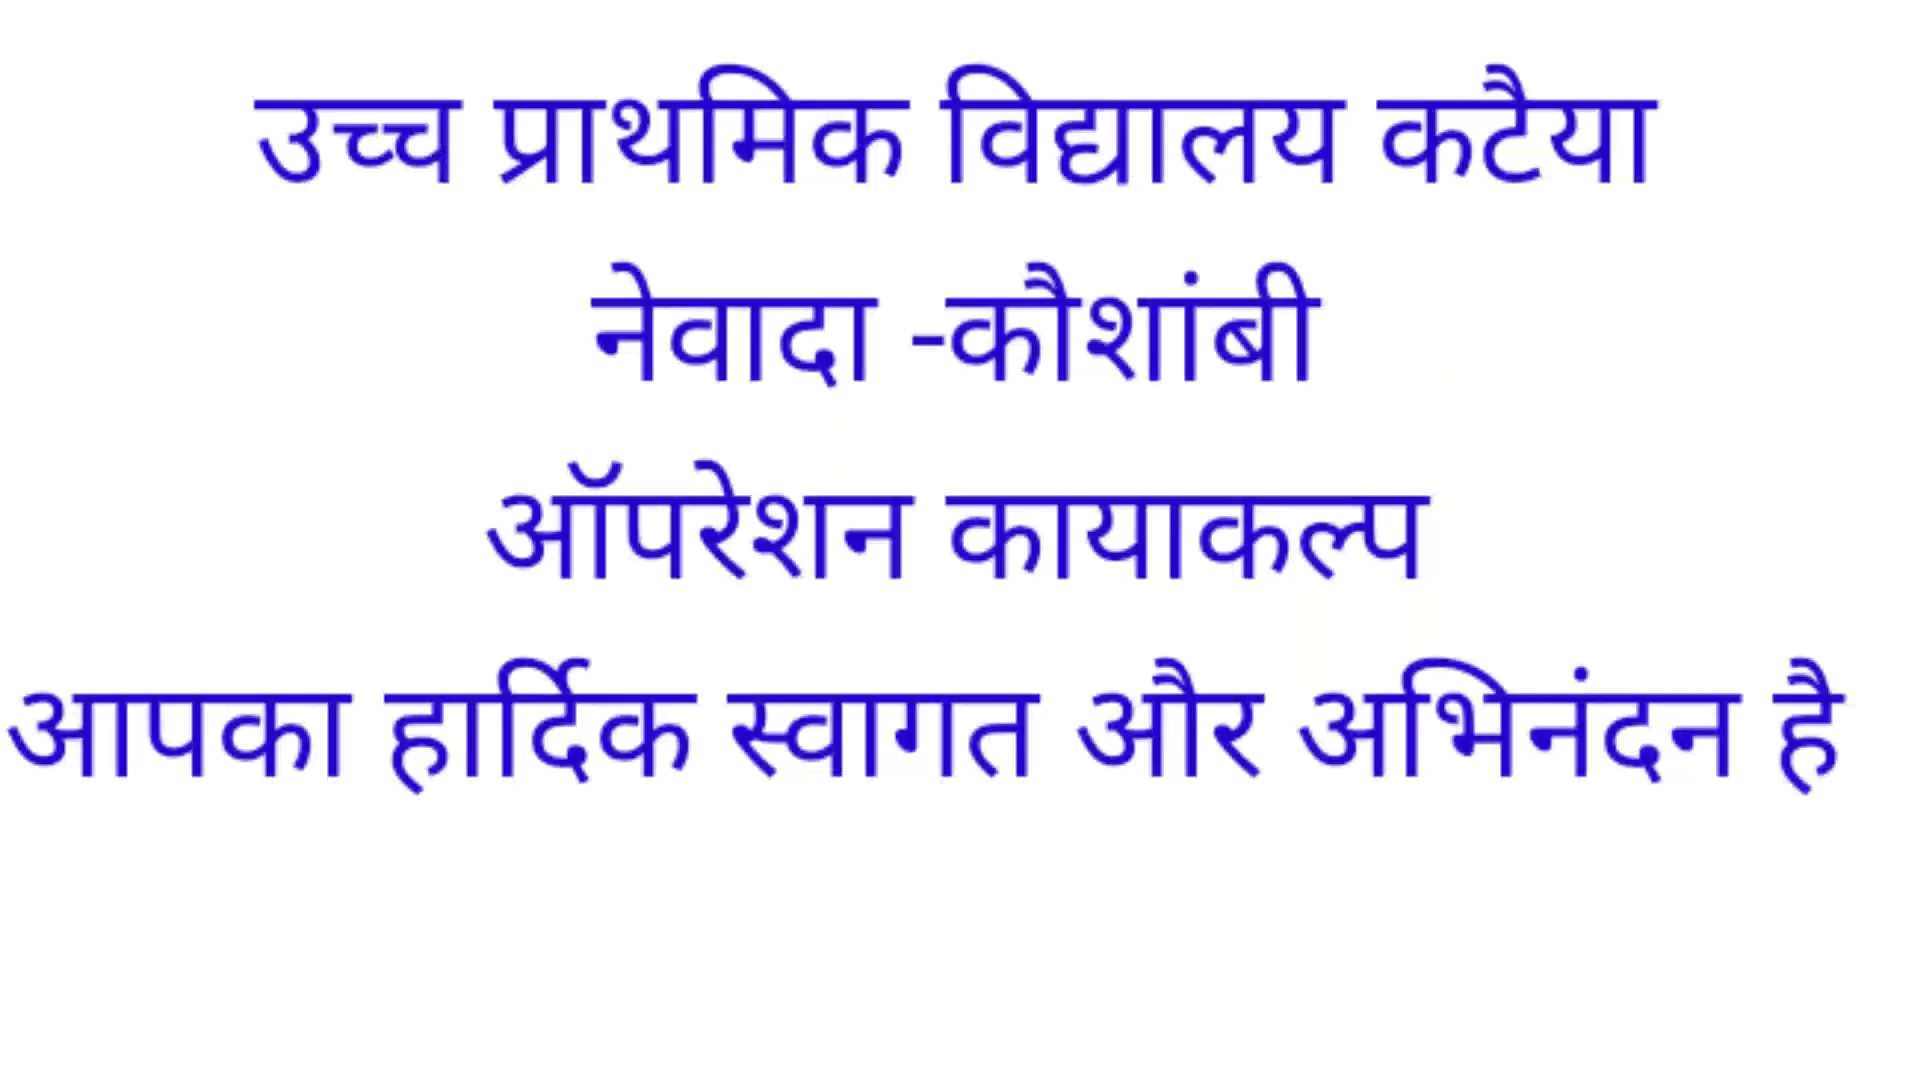 उच्च प्राथमिक विद्यालय कटैया
नेवादा -कौशांबी
ऑपरेशन कायाकल्प
आपका हार्दिक स्वागत और अभिनंदन है